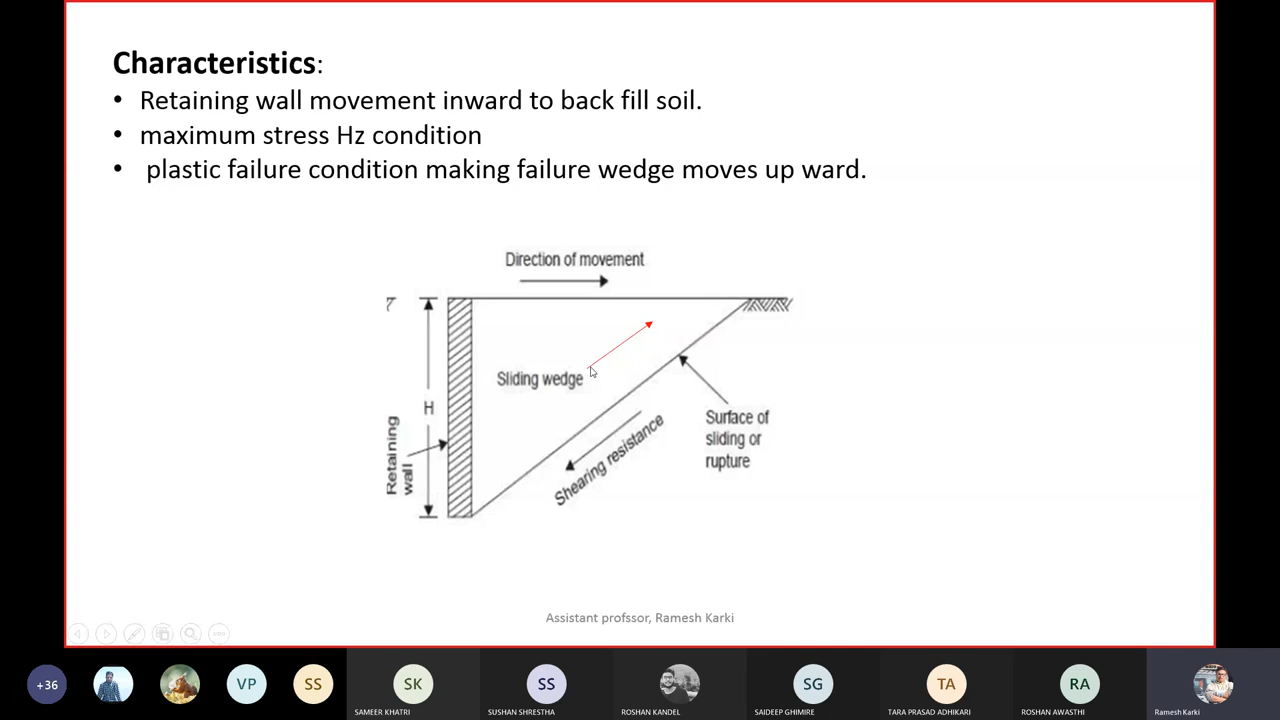 Characteristics:
• Retaining wall movement inward to back fill soil.
• maximum stress Hz condition
• plastic failure condition making failure wedge moves up ward.
Direction of movement
Sliding wedge
H
Retaining
wall
Surface of
sliding or
rupture
Shearing resistance
Assistant profssor, Ramesh Karki
+36
VP
SS
SK
SS
SG
TA
RA
SAMEER KHATRI
SUSHAN SHRESTHA
ROSHAN KANDEL
SAIDEEP GHIMIRE
TARA PRASAD ADHIKARI
ROSHAN AWASTHI
Ramesh Karki